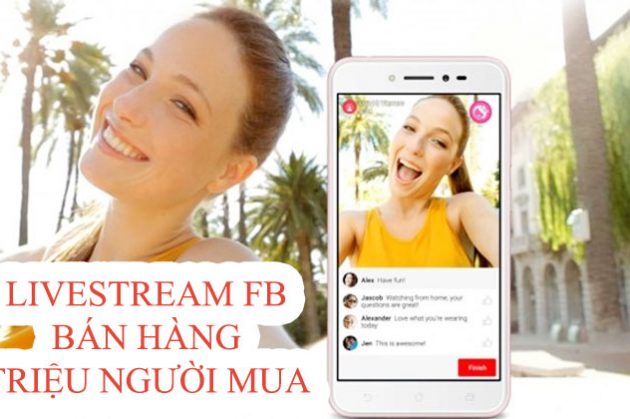 LIVESTREAM FB
BÁN HÀNG
TRIỆU NGƯỜI MUA
Alex Have fun!
Jascob Watching from home, your
questions are great!
Alexander Love what you're wearing
today
Jen This is awesome!
Finish